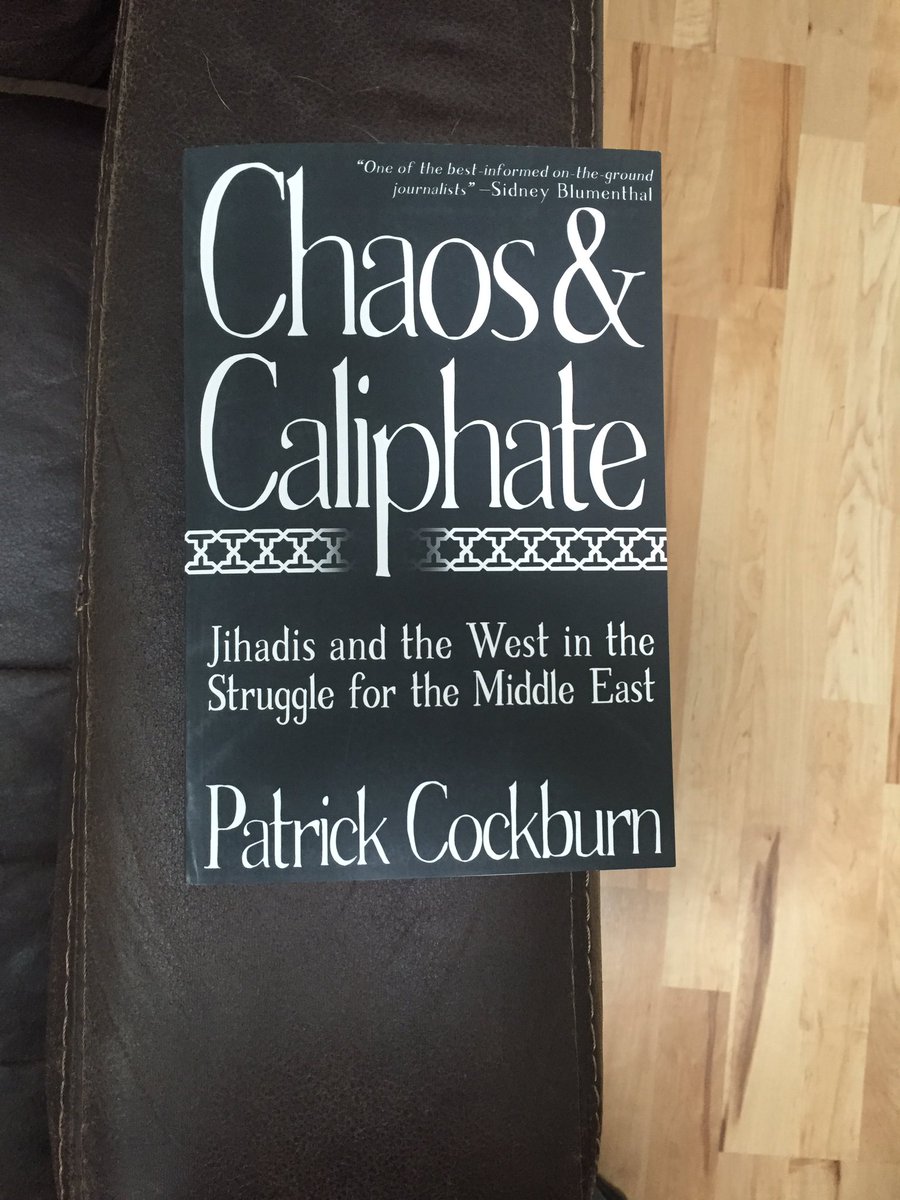 "One of the best-informed on-the-ground
journalists" —Sidney Blumenthal
Chaos &
Caliphate
Jihadis and the West in the
Struggle for the Middle East
Patrick Cockburn